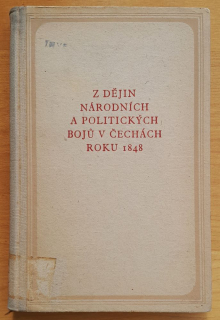 Z DĚJIN
NÁRODNÍCH
A POLITICKÝCH
BOJŮ V ČECHÁCH
ROKU 1848